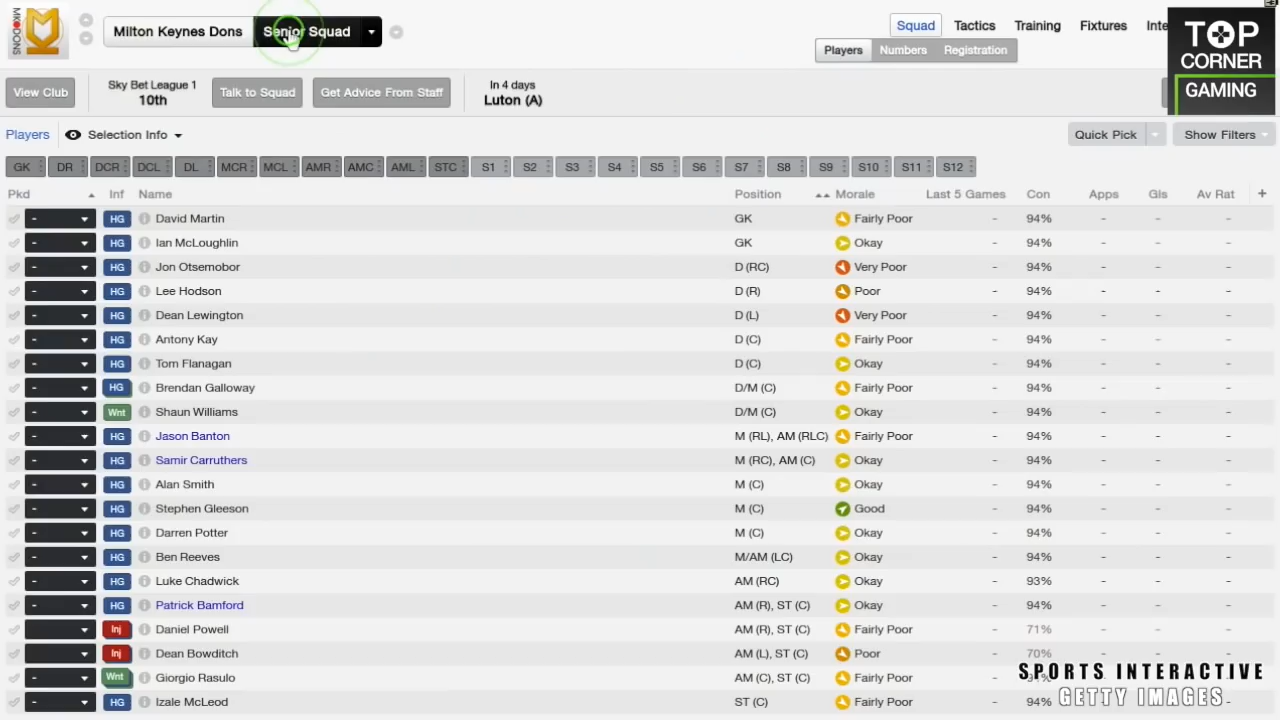 MK DONS
Milton Keynes Dons Senior Squad
Squad Tactics Training Fixtures Inte
Players Numbers Registration
TOP
CORNER
GAMING
View Club
Sky Bet League 1
10th
Talk to Squad
Get Advice From Staff
In 4 days
Luton (A)
Players Selection Info
Quick Pick Show Filters
GK DR DCR DCL DL MCR MCL AMR AMC AML STC S1 S2 S3 S4 S5 S6 S7 S8 S9 S10 S11 S12
Pkd Inf Name Position Morale Last 5 Games Con Apps Gls Av Rat +
- HG David Martin GK Fairly Poor - 94% - - -
- HG Ian McLoughlin GK Okay - 94% - - -
- HG Jon Otsemobor D (RC) Very Poor - 94% - - -
- HG Lee Hodson D (R) Poor - 94% - - -
- HG Dean Lewington D (L) Very Poor - 94% - - -
- HG Antony Kay D (C) Fairly Poor - 94% - - -
- HG Tom Flanagan D (C) Okay - 94% - - -
- HG Brendan Galloway D/M (C) Fairly Poor - 94% - - -
- Wnt Shaun Williams D/M (C) Okay - 94% - - -
- HG Jason Banton M (RL), AM (RLC) Fairly Poor - 94% - - -
- HG Samir Carruthers M (RC), AM (C) Okay - 94% - - -
- HG Alan Smith M (C) Okay - 94% - - -
- HG Stephen Gleeson M (C) Good - 94% - - -
- HG Darren Potter M (C) Okay - 94% - - -
- HG Ben Reeves M/AM (LC) Okay - 94% - - -
- HG Luke Chadwick AM (RC) Okay - 93% - - -
- HG Patrick Bamford AM (R), ST (C) Okay - 94% - - -
Inj Daniel Powell AM (R), ST (C) Fairly Poor - 71% - - -
Inj Dean Bowditch AM (L), ST (C) Poor - 70% - - -
- Wnt Giorgio Rasulo AM (C), ST (C) Fairly Poor -
- HG Izale McLeod ST (C) Fairly Poor - 94% - - -
SPORTS INTERACTIVE
GETTY IMAGES